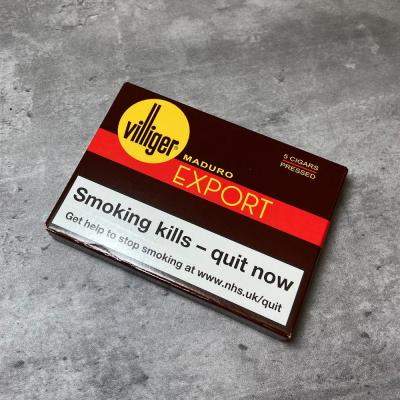 villiger®
MADURO
EXPORT
5 CIGARS
PRESSED
Smoking kills – quit now
Get help to stop smoking at www.nhs.uk/quit